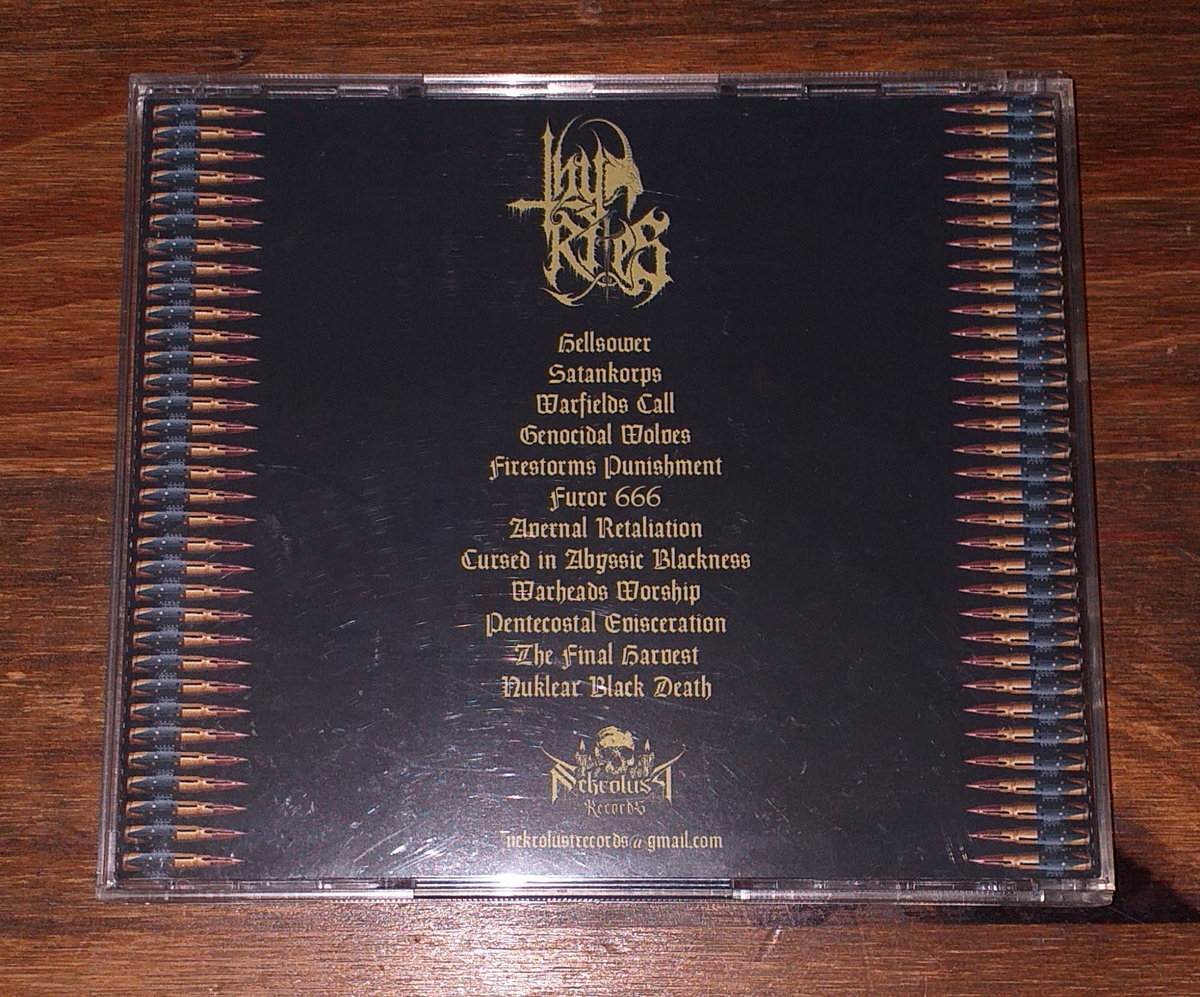 thy
Kres
Hellsower
Satankorps
Warfields Call
Genocidal Wolves
Firestorms Punishment
Furor 666
Avernal Retaliation
Cursed in Abyssic Blackness
Warheads Worship
Pentecostal Evisceration
The Final Harvest
Nuklear Black Death
Nekrolust
Records
nekrolustrecords@gmail.com